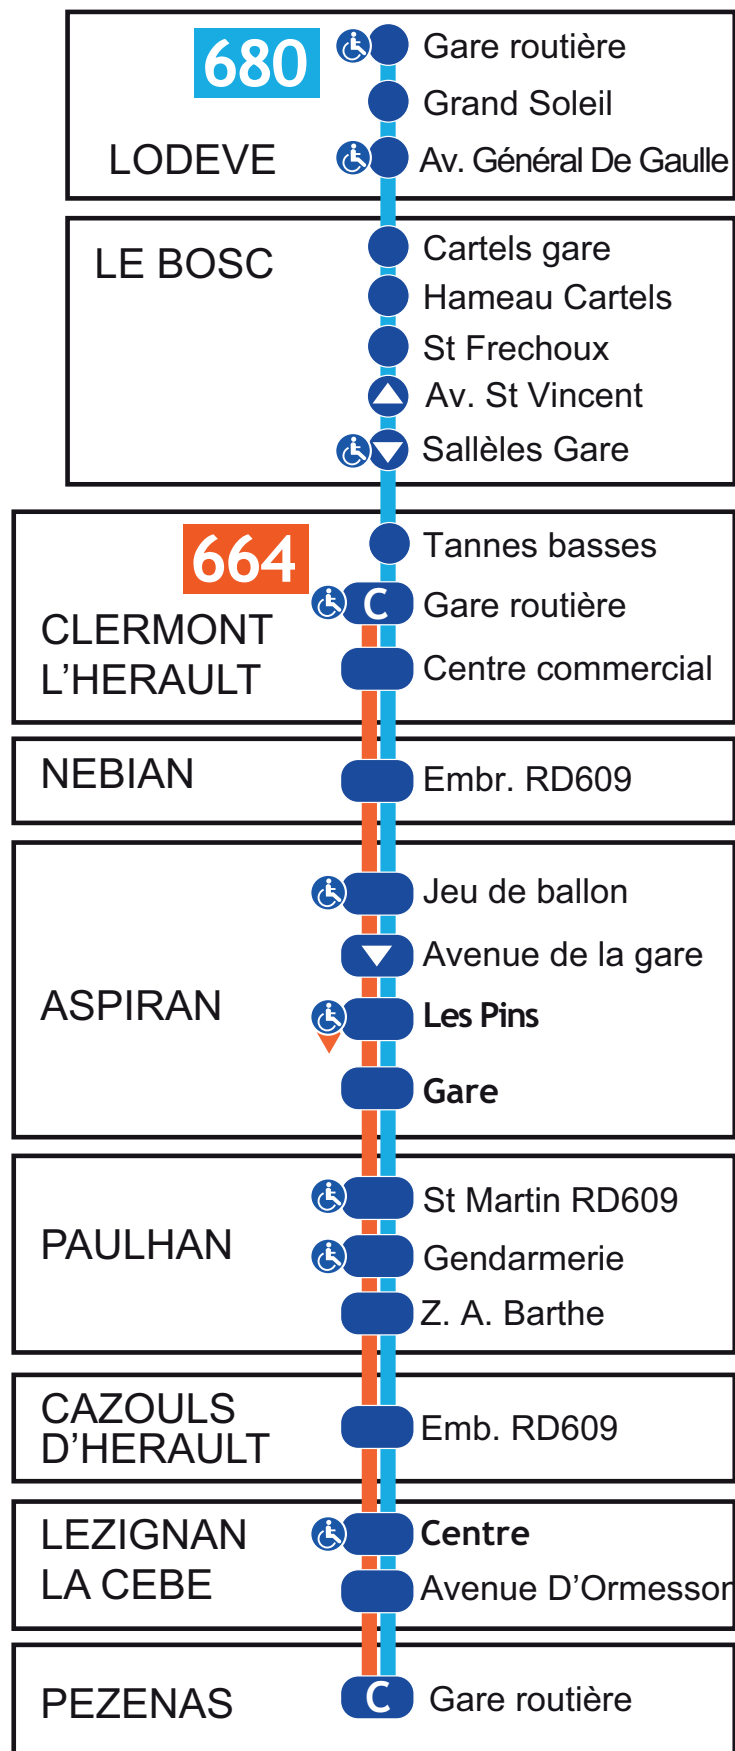 680
Gare routière
Grand Soleil
LODEVE
Av. Général De Gaulle
LE BOSC
Cartels gare
Hameau Cartels
St Frechoux
Av. St Vincent
Sallèles Gare
664
Tannes basses
C
Gare routière
CLERMONT
L'HERAULT
Centre commercial
NEBIAN
Embr. RD609
Jeu de ballon
Avenue de la gare
ASPIRAN
Les Pins
Gare
St Martin RD609
PAULHAN
Gendarmerie
Z. A. Barthe
CAZOULS
D'HERAULT
Emb. RD609
LEZIGNAN
LA CEBE
Centre
Avenue D'Ormesson
PEZENAS
C
Gare routière